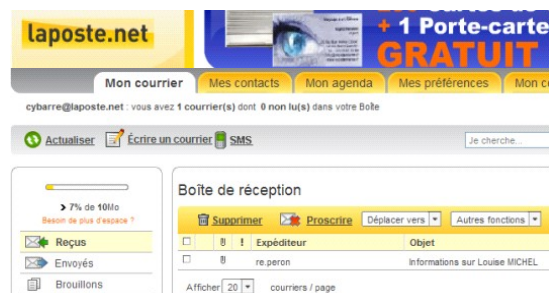 laposte.net
+ 1 Porte-carte
GRATUIT
Mon courrier Mes contacts Mon agenda Mes préférences Mon c
cybarre@laposte.net : vous avez 1 courrier(s) dont 0 non lu(s) dans votre Boîte
Actualiser Écrire un courrier SMS Je cherche...
> 7% de 10Mo
Besoin de plus d'espace ?
Boîte de réception
Supprimer Proscrire Déplacer vers Autres fonctions
Reçus
! Expéditeur Objet
Envoyés
re.peron Informations sur Louise MICHEL
Brouillons
Afficher 20 courriers / page